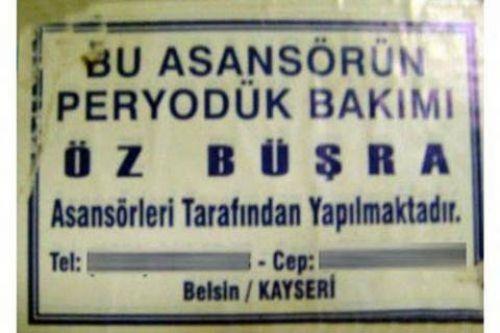 BU ASANSÖRÜN
PERYODÜK BAKIMI
ÖZ BÜŞRA
Asansörleri Tarafından Yapılmaktadır.
Tel: - Cep:
Belsin / KAYSERİ